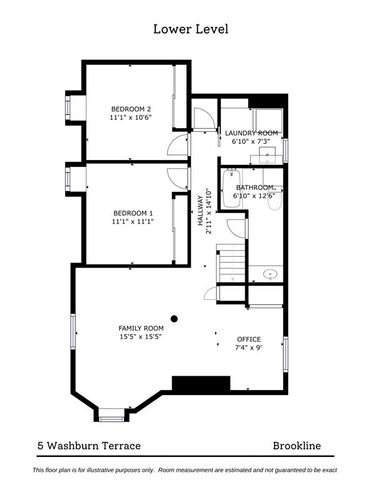 Lower Level
BEDROOM 2
11'1" × 10'6"
LAUNDRY ROOM
6'10" × 7'3"
BATHROOM
6'10" × 12'6"
HALLWAY
2'11" × 14'10"
BEDROOM 1
11'1" × 11'1"
FAMILY ROOM
15'5" × 15'5"
OFFICE
7'4" × 9'
5 Washburn Terrace
Brookline
This floor plan is for illustrative purposes only. Room measurement are estimated and not guaranteed to be exact